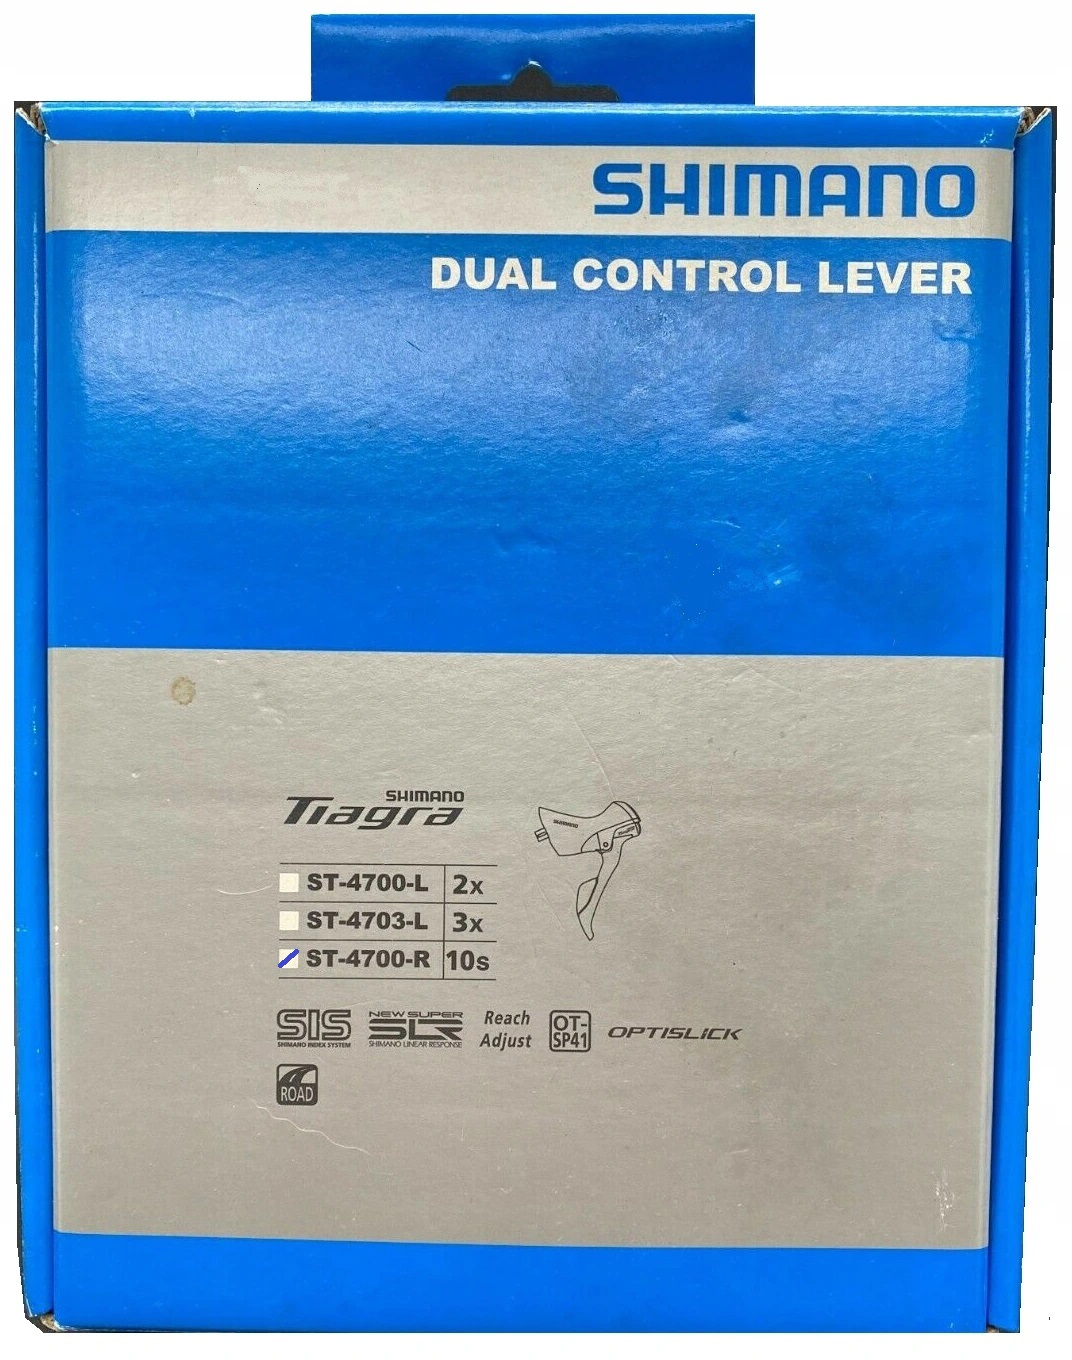 SHIMANO
DUAL CONTROL LEVER
SHIMANO
Tiagra
SHIMANO
ST-4700-L 2x
ST-4703-L 3x
ST-4700-R 10s
SIS
SHIMANO INDEX SYSTEM
NEW SUPER
SLR
SHIMANO LINEAR RESPONSE
Reach
Adjust
OT-
SP41
OPTISLICK
ROAD